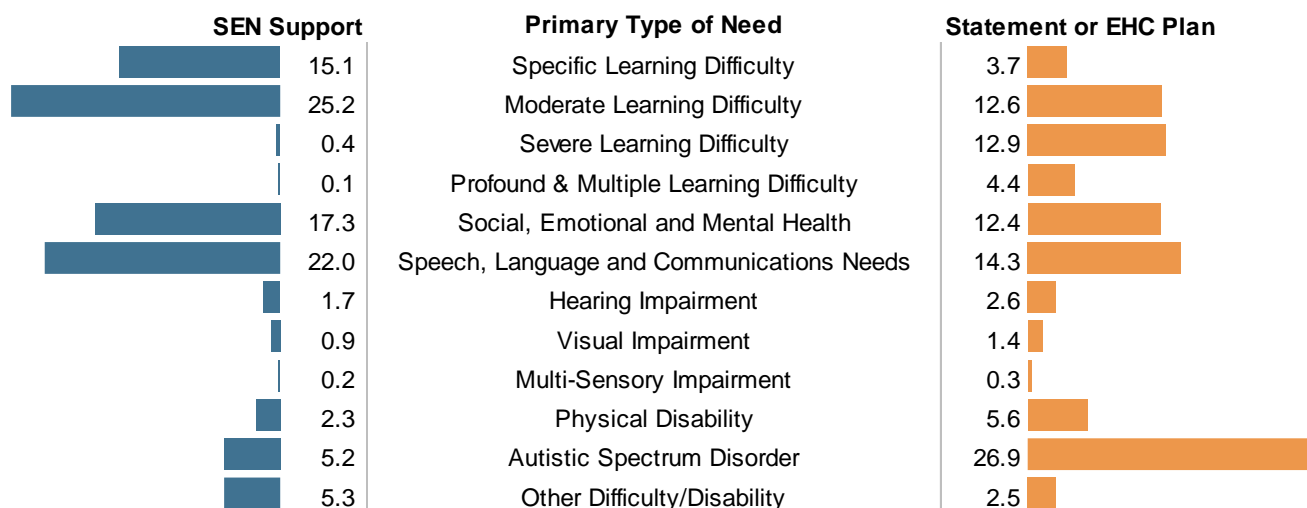 SEN Support Primary Type of Need Statement or EHC Plan
15.1 Specific Learning Difficulty 3.7
25.2 Moderate Learning Difficulty 12.6
0.4 Severe Learning Difficulty 12.9
0.1 Profound & Multiple Learning Difficulty 4.4
17.3 Social, Emotional and Mental Health 12.4
22.0 Speech, Language and Communications Needs 14.3
1.7 Hearing Impairment 2.6
0.9 Visual Impairment 1.4
0.2 Multi-Sensory Impairment 0.3
2.3 Physical Disability 5.6
5.2 Autistic Spectrum Disorder 26.9
5.3 Other Difficulty/Disability 2.5